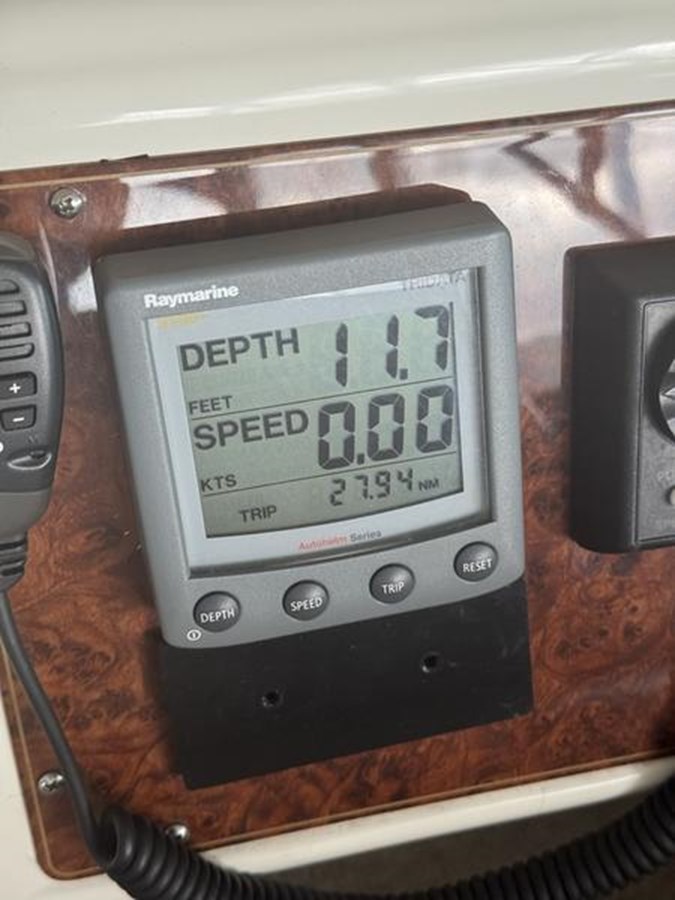 Raymarine
TRIDATA
DEPTH 11.7
FEET
SPEED 0.00
KTS
TRIP 27.94 NM
Autohelm Series
DEPTH SPEED TRIP RESET
+
-